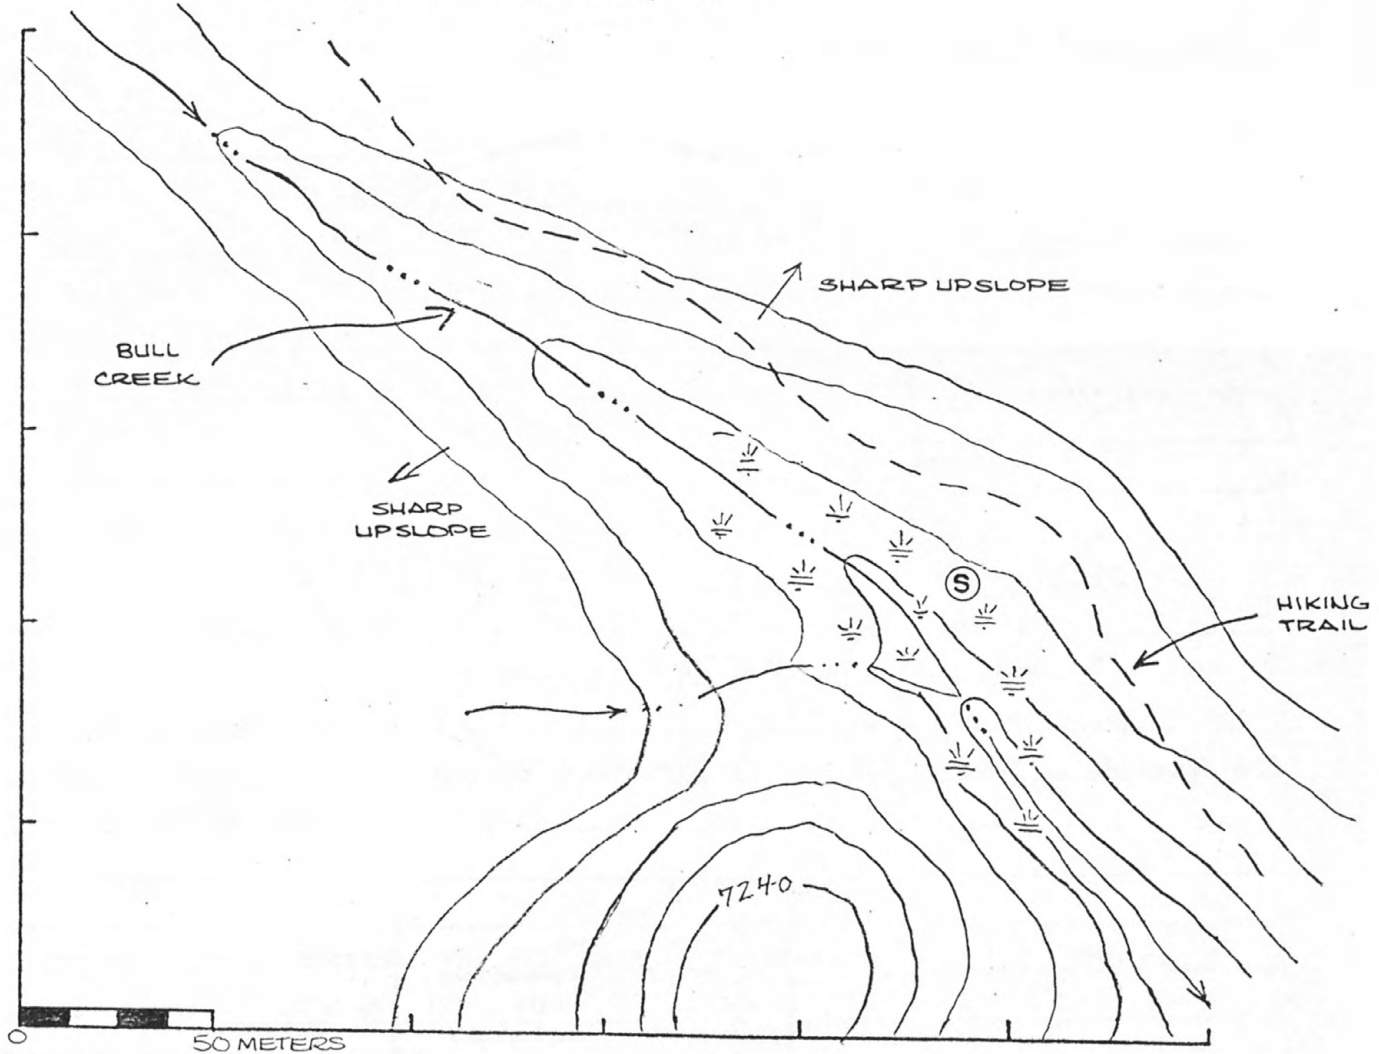 SHARP UPSLOPE
BULL
CREEK
SHARP
UPSLOPE
S
HIKING
TRAIL
7240
0
50 METERS